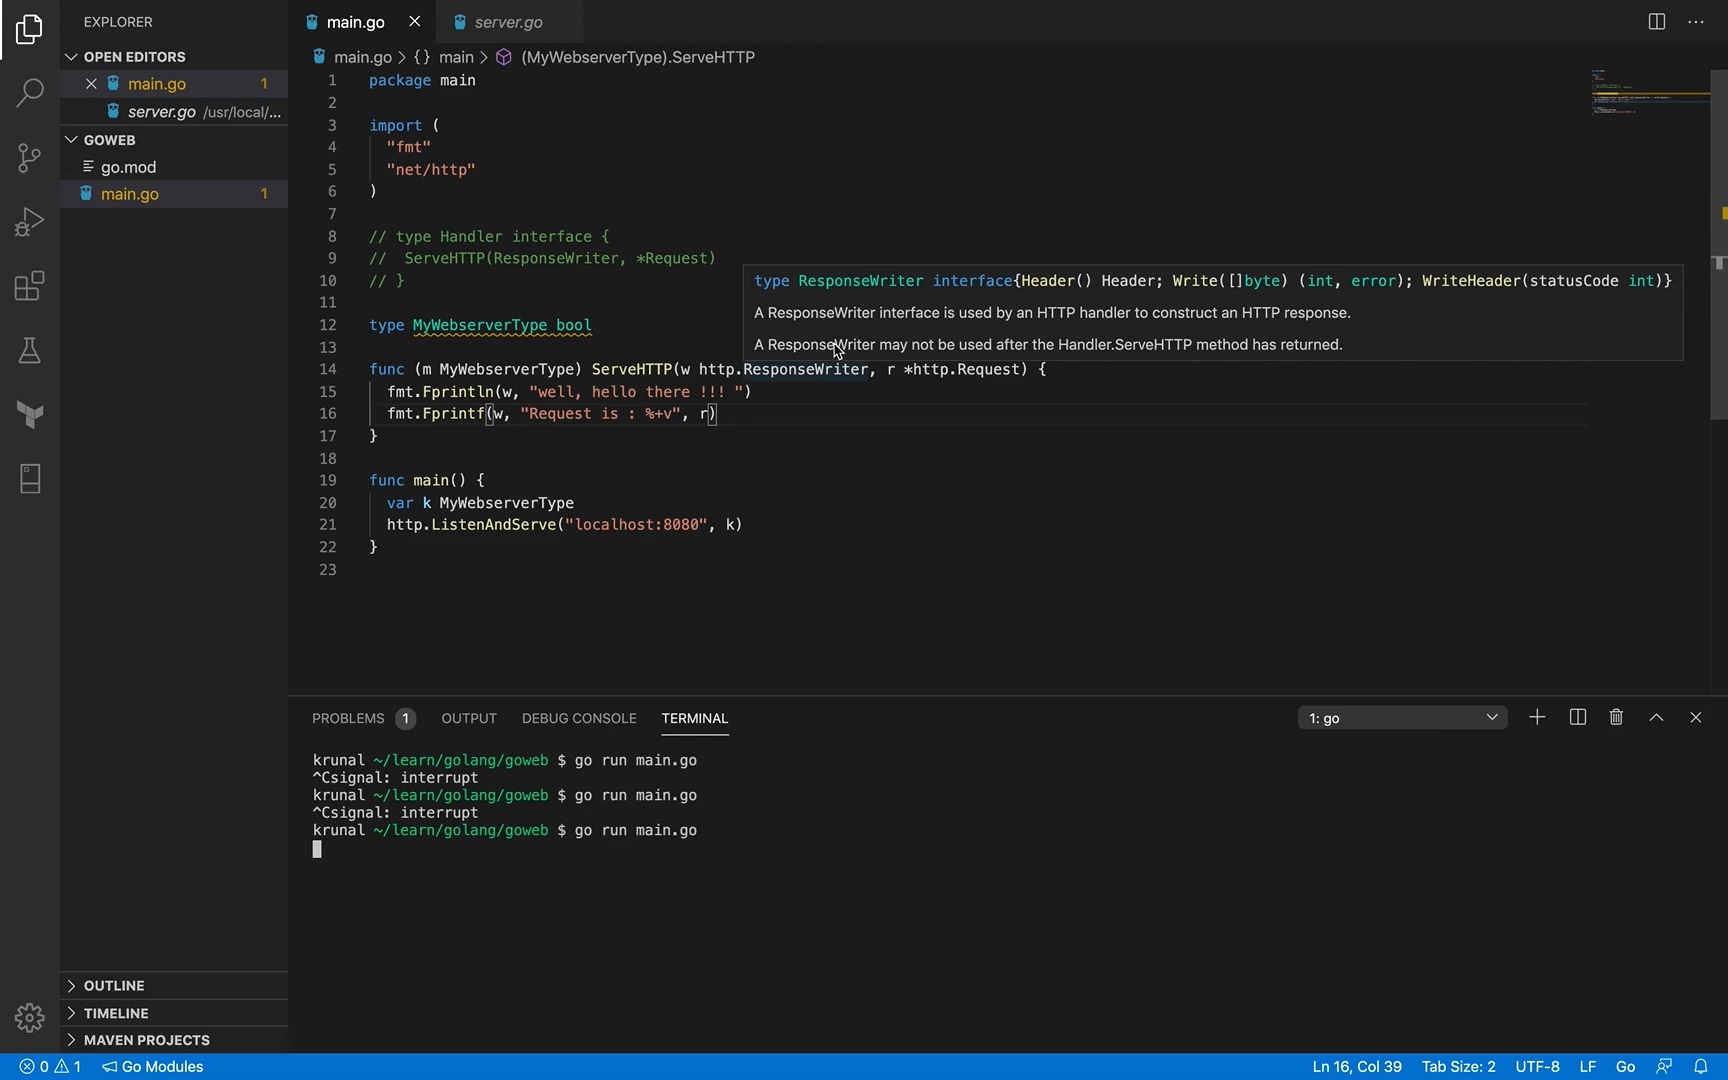 EXPLORER
OPEN EDITORS
main.go 1
server.go /usr/local/...
GOWEB
go.mod
main.go 1
OUTLINE
TIMELINE
MAVEN PROJECTS
main.go
server.go
main.go > {} main > (MyWebserverType).ServeHTTP
1 package main
2
3 import (
4 "fmt"
5 "net/http"
6 )
7
8 // type Handler interface {
9 //  ServeHTTP(ResponseWriter, *Request)
10 // }
11
12 type MyWebserverType bool
13
type ResponseWriter interface{Header() Header; Write([]byte) (int, error); WriteHeader(statusCode int)}
A ResponseWriter interface is used by an HTTP handler to construct an HTTP response.
A ResponseWriter may not be used after the Handler.ServeHTTP method has returned.
14 func (m MyWebserverType) ServeHTTP(w http.ResponseWriter, r *http.Request) {
15 fmt.Fprintln(w, "well, hello there !!! ")
16 fmt.Fprintf(w, "Request is : %+v", r)
17 }
18
19 func main() {
20 var k MyWebserverType
21 http.ListenAndServe("localhost:8080", k)
22 }
23
PROBLEMS 1 OUTPUT DEBUG CONSOLE TERMINAL
1: go
krunal ~/learn/golang/goweb $ go run main.go
^Csignal: interrupt
krunal ~/learn/golang/goweb $ go run main.go
^Csignal: interrupt
krunal ~/learn/golang/goweb $ go run main.go
0 1 Go Modules
Ln 16, Col 39 Tab Size: 2 UTF-8 LF Go